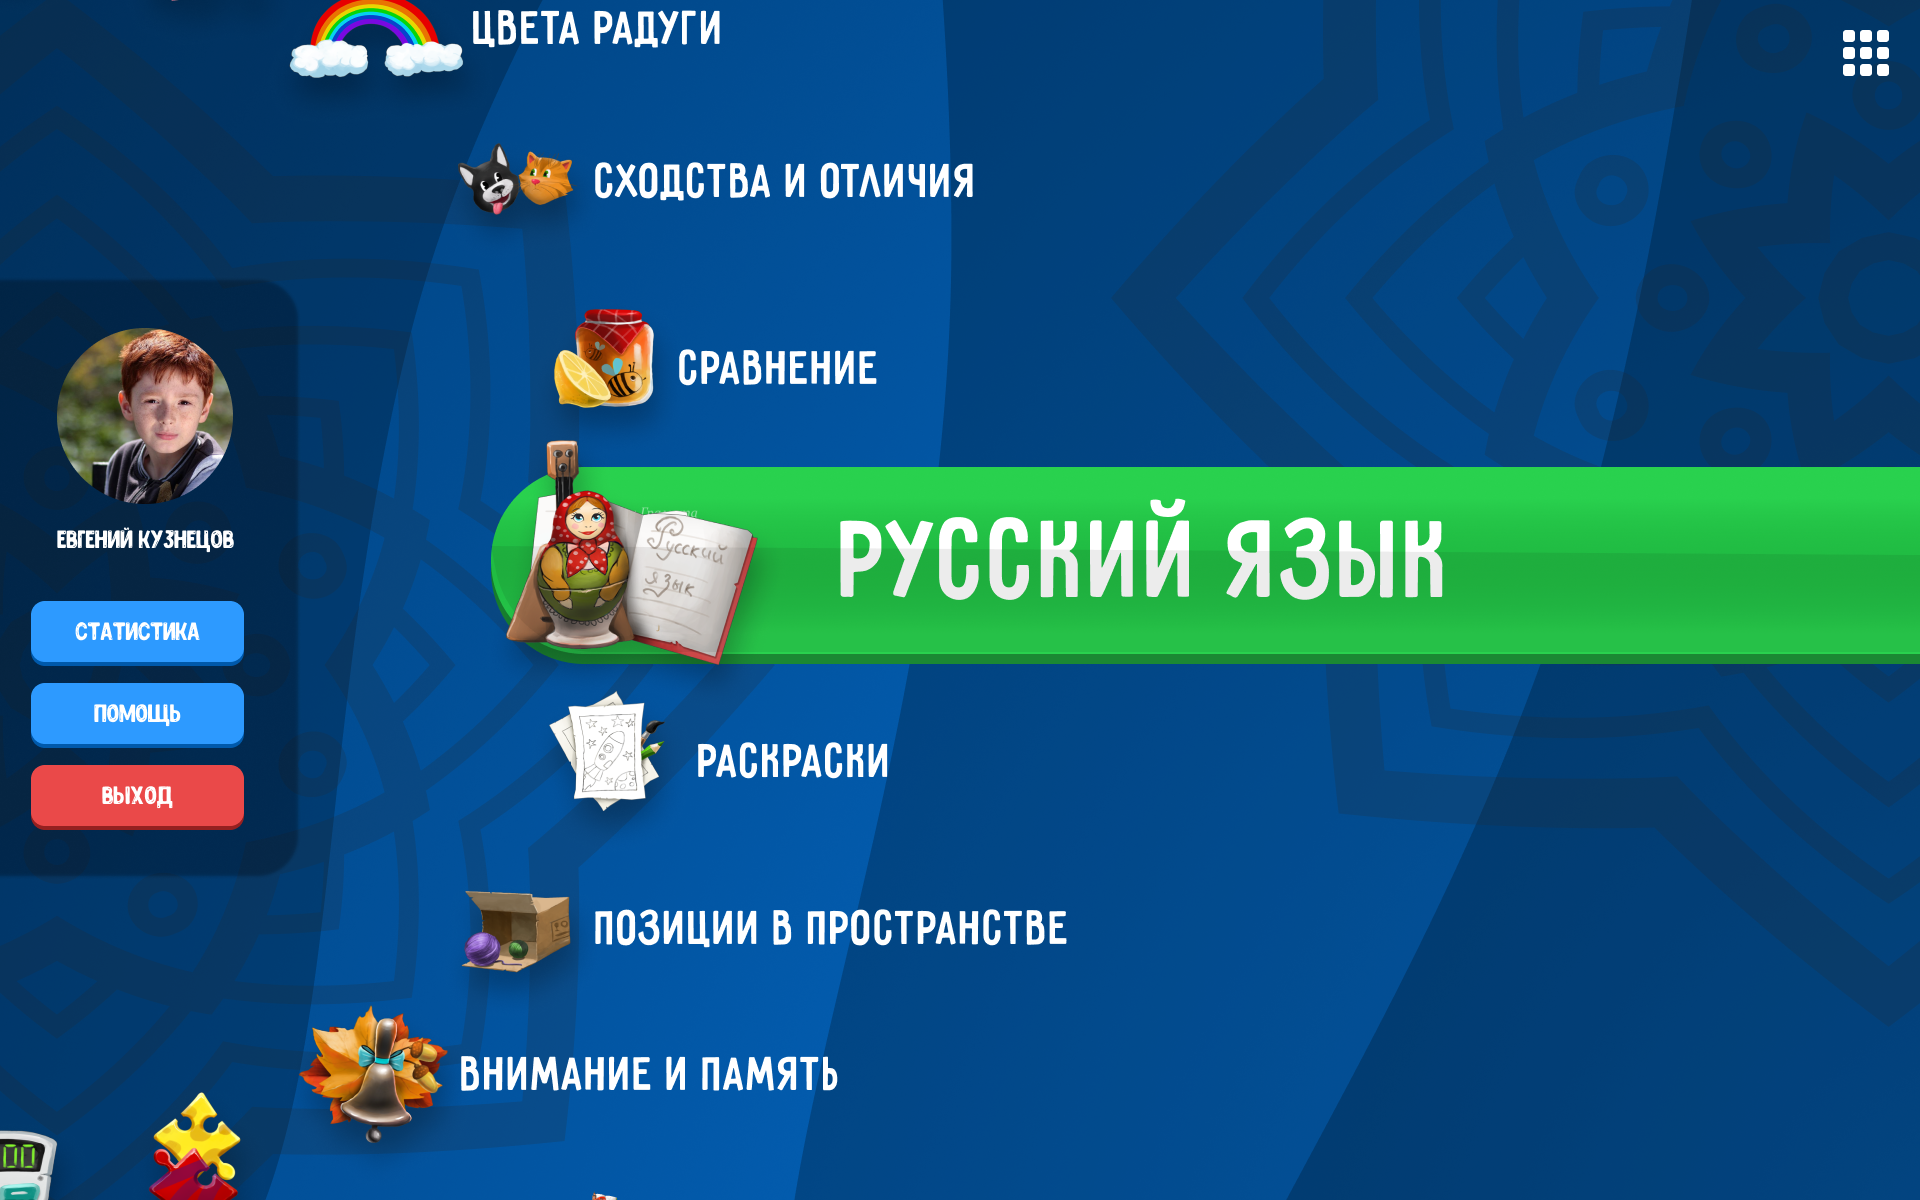 ЦВЕТА РАДУГИ
СХОДСТВА И ОТЛИЧИЯ
СРАВНЕНИЕ
РУССКИЙ ЯЗЫК
Русский
язык
РАСКРАСКИ
ПОЗИЦИИ В ПРОСТРАНСТВЕ
ВНИМАНИЕ И ПАМЯТЬ
ЕВГЕНИЙ КУЗНЕЦОВ
СТАТИСТИКА
ПОМОЩЬ
ВЫХОД
00